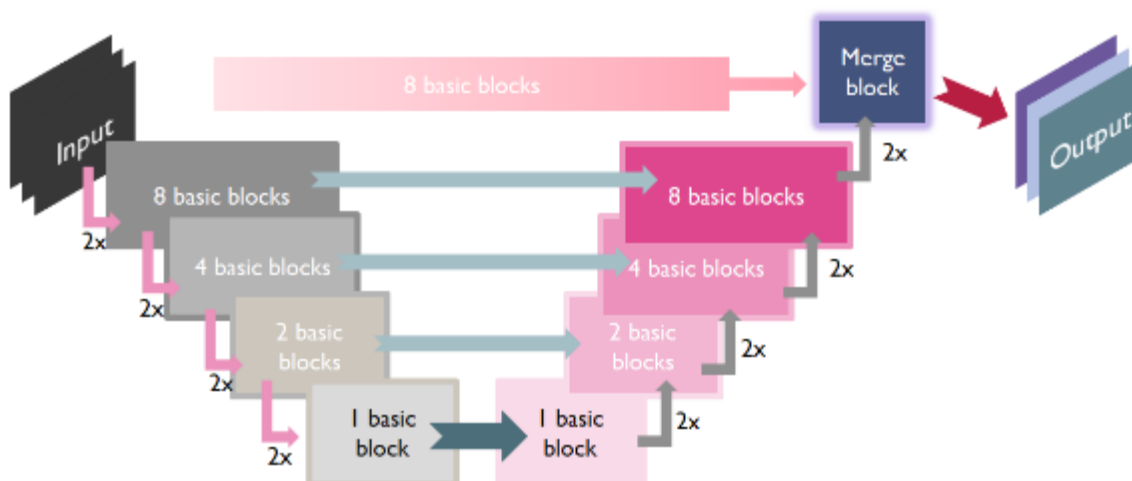 Input
8 basic blocks
Merge
block
Output
2x
8 basic blocks
8 basic blocks
2x
4 basic blocks
4 basic blocks
2x
2x
2 basic
blocks
2 basic
blocks
2x
2x
1 basic
block
1 basic
block
2x
2x